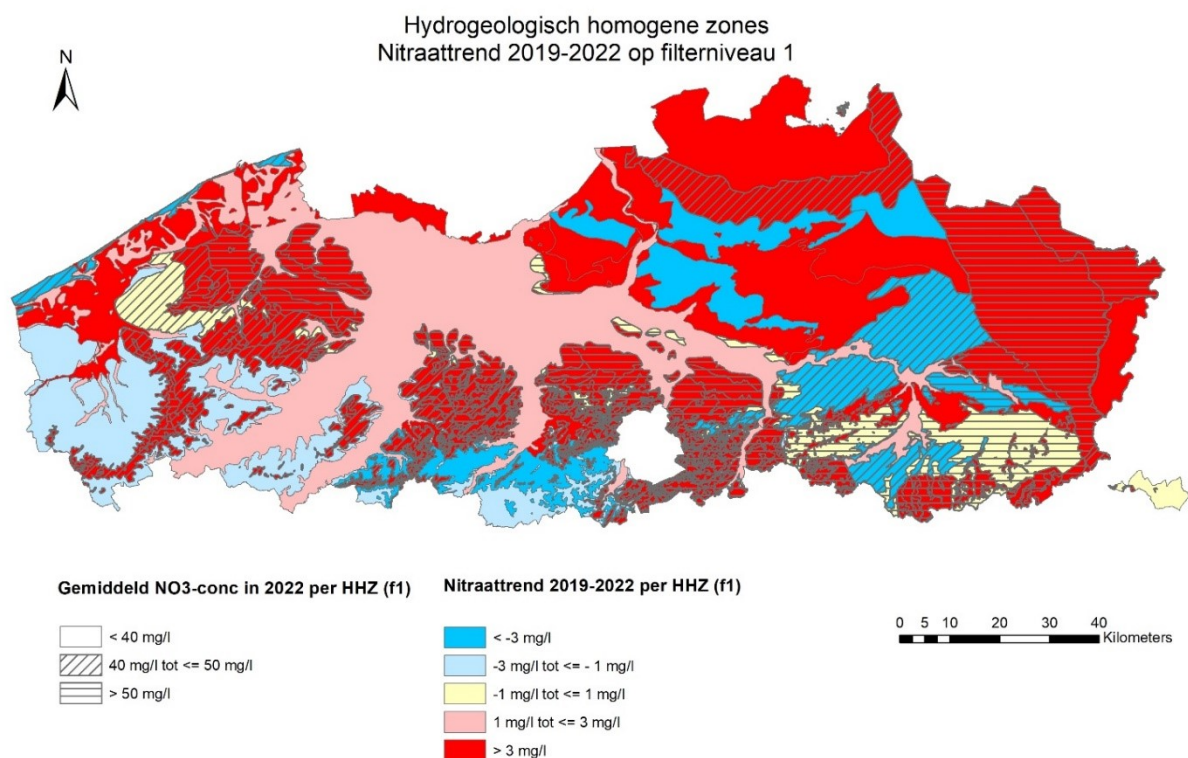 Hydrogeologisch homogene zones
Nitraattrend 2019-2022 op filterniveau 1
N
Gemiddeld NO3-conc in 2022 per HHZ (f1)
< 40 mg/l
40 mg/l tot <= 50 mg/l
> 50 mg/l
Nitraattrend 2019-2022 per HHZ (f1)
< -3 mg/l
-3 mg/l tot <= - 1 mg/l
-1 mg/l tot <= 1 mg/l
1 mg/l tot <= 3 mg/l
> 3 mg/l
0 5 10 20 30 40
Kilometers